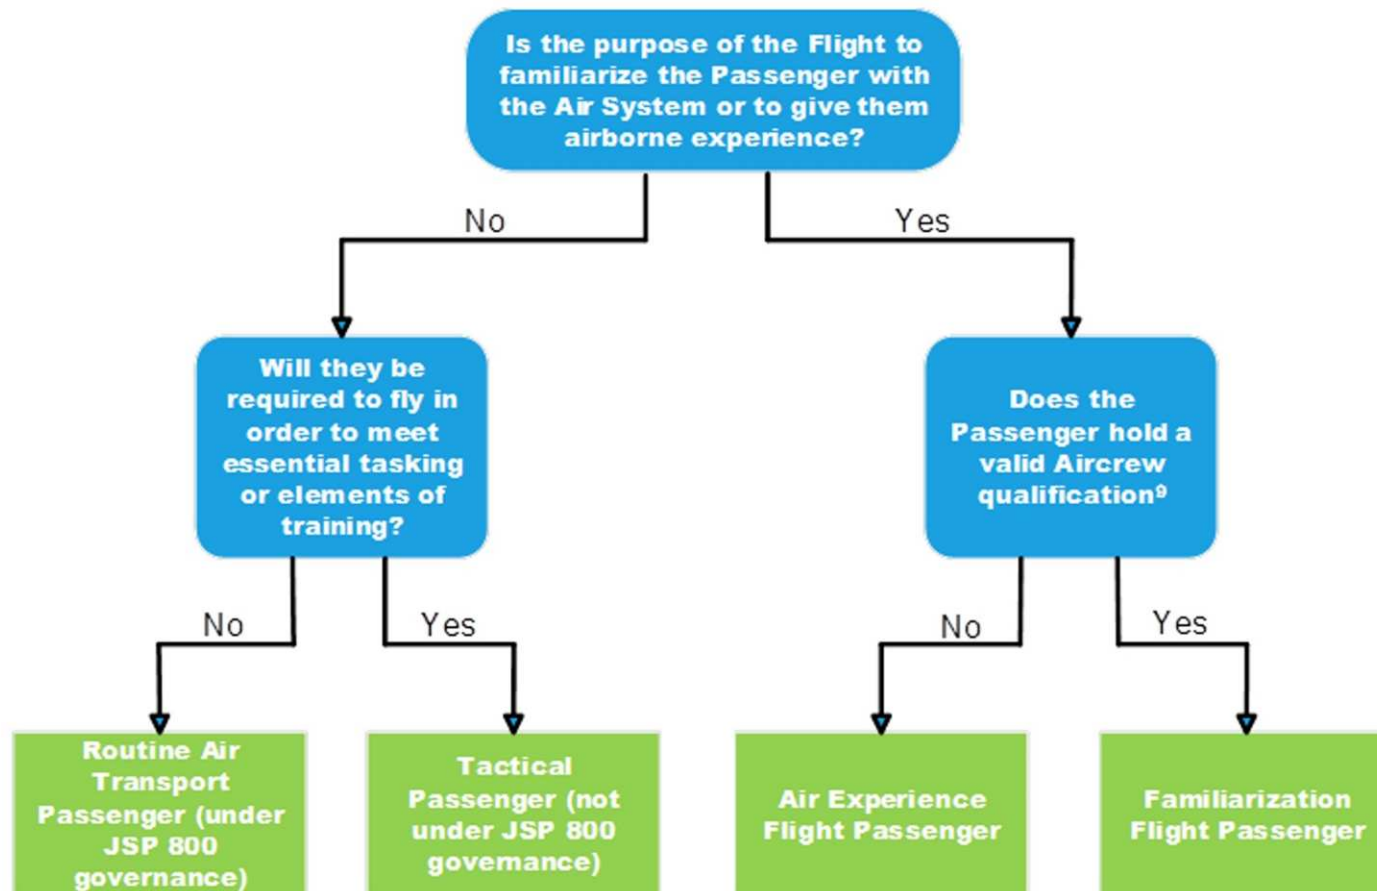 Is the purpose of the Flight to
familiarize the Passenger with
the Air System or to give them
airborne experience?
No
Yes
Will they be
required to fly in
order to meet
essential tasking
or elements of
training?
Does the
Passenger hold a
valid Aircrew
qualification⁹
No
Yes
No
Yes
Routine Air
Transport
Passenger (under
JSP 800
governance)
Tactical
Passenger (not
under JSP 800
governance)
Air Experience
Flight Passenger
Familiarization
Flight Passenger